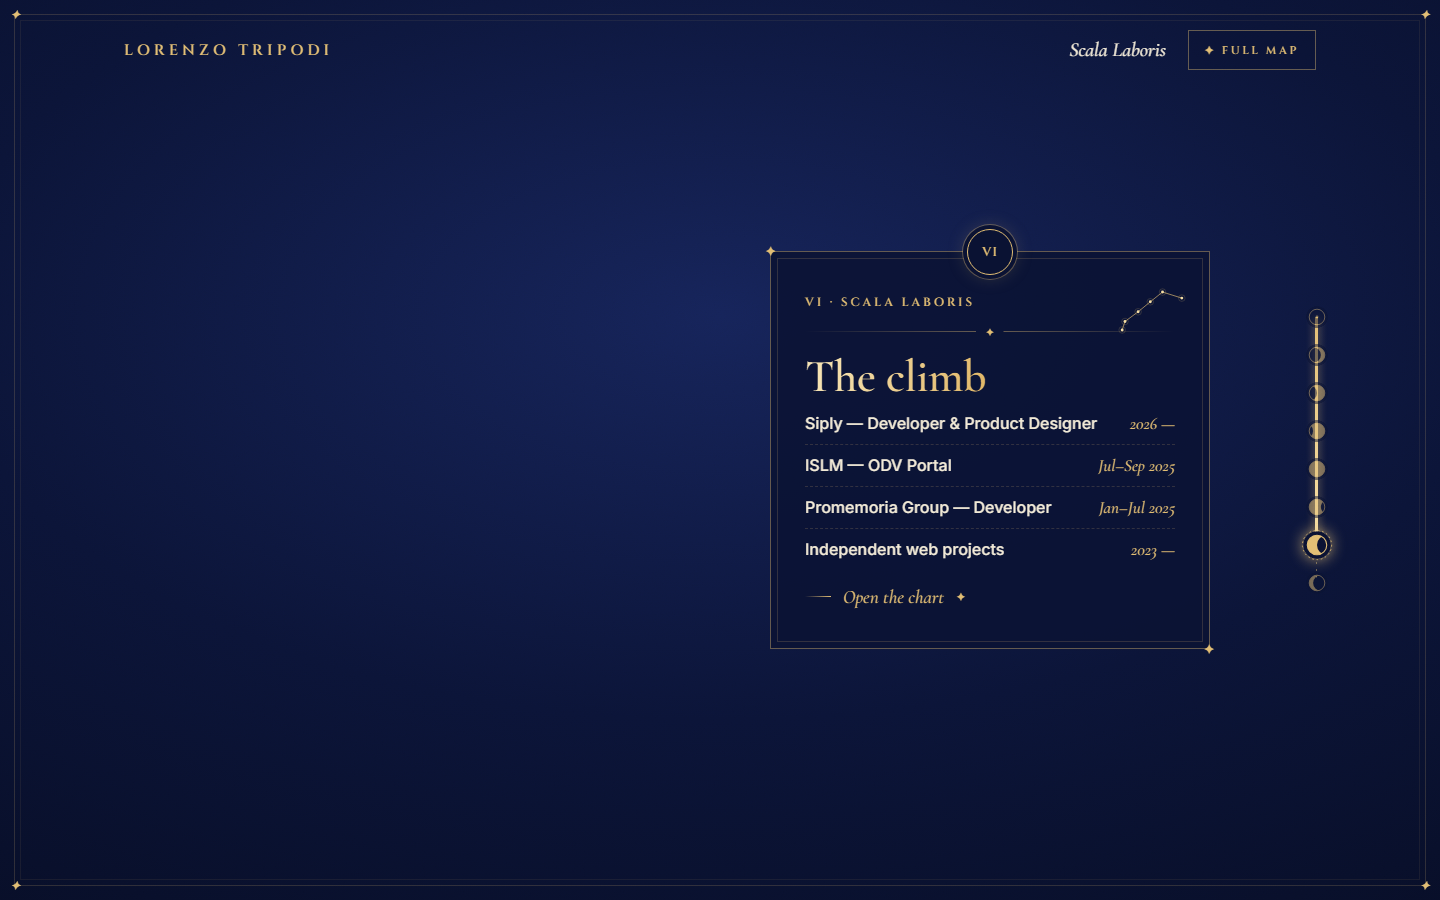 LORENZO TRIPODI
Scala Laboris
✦ FULL MAP
VI
VI · SCALA LABORIS
The climb
Siply — Developer & Product Designer 2026 —
ISLM — ODV Portal Jul–Sep 2025
Promemoria Group — Developer Jan–Jul 2025
Independent web projects 2023 —
Open the chart ✦